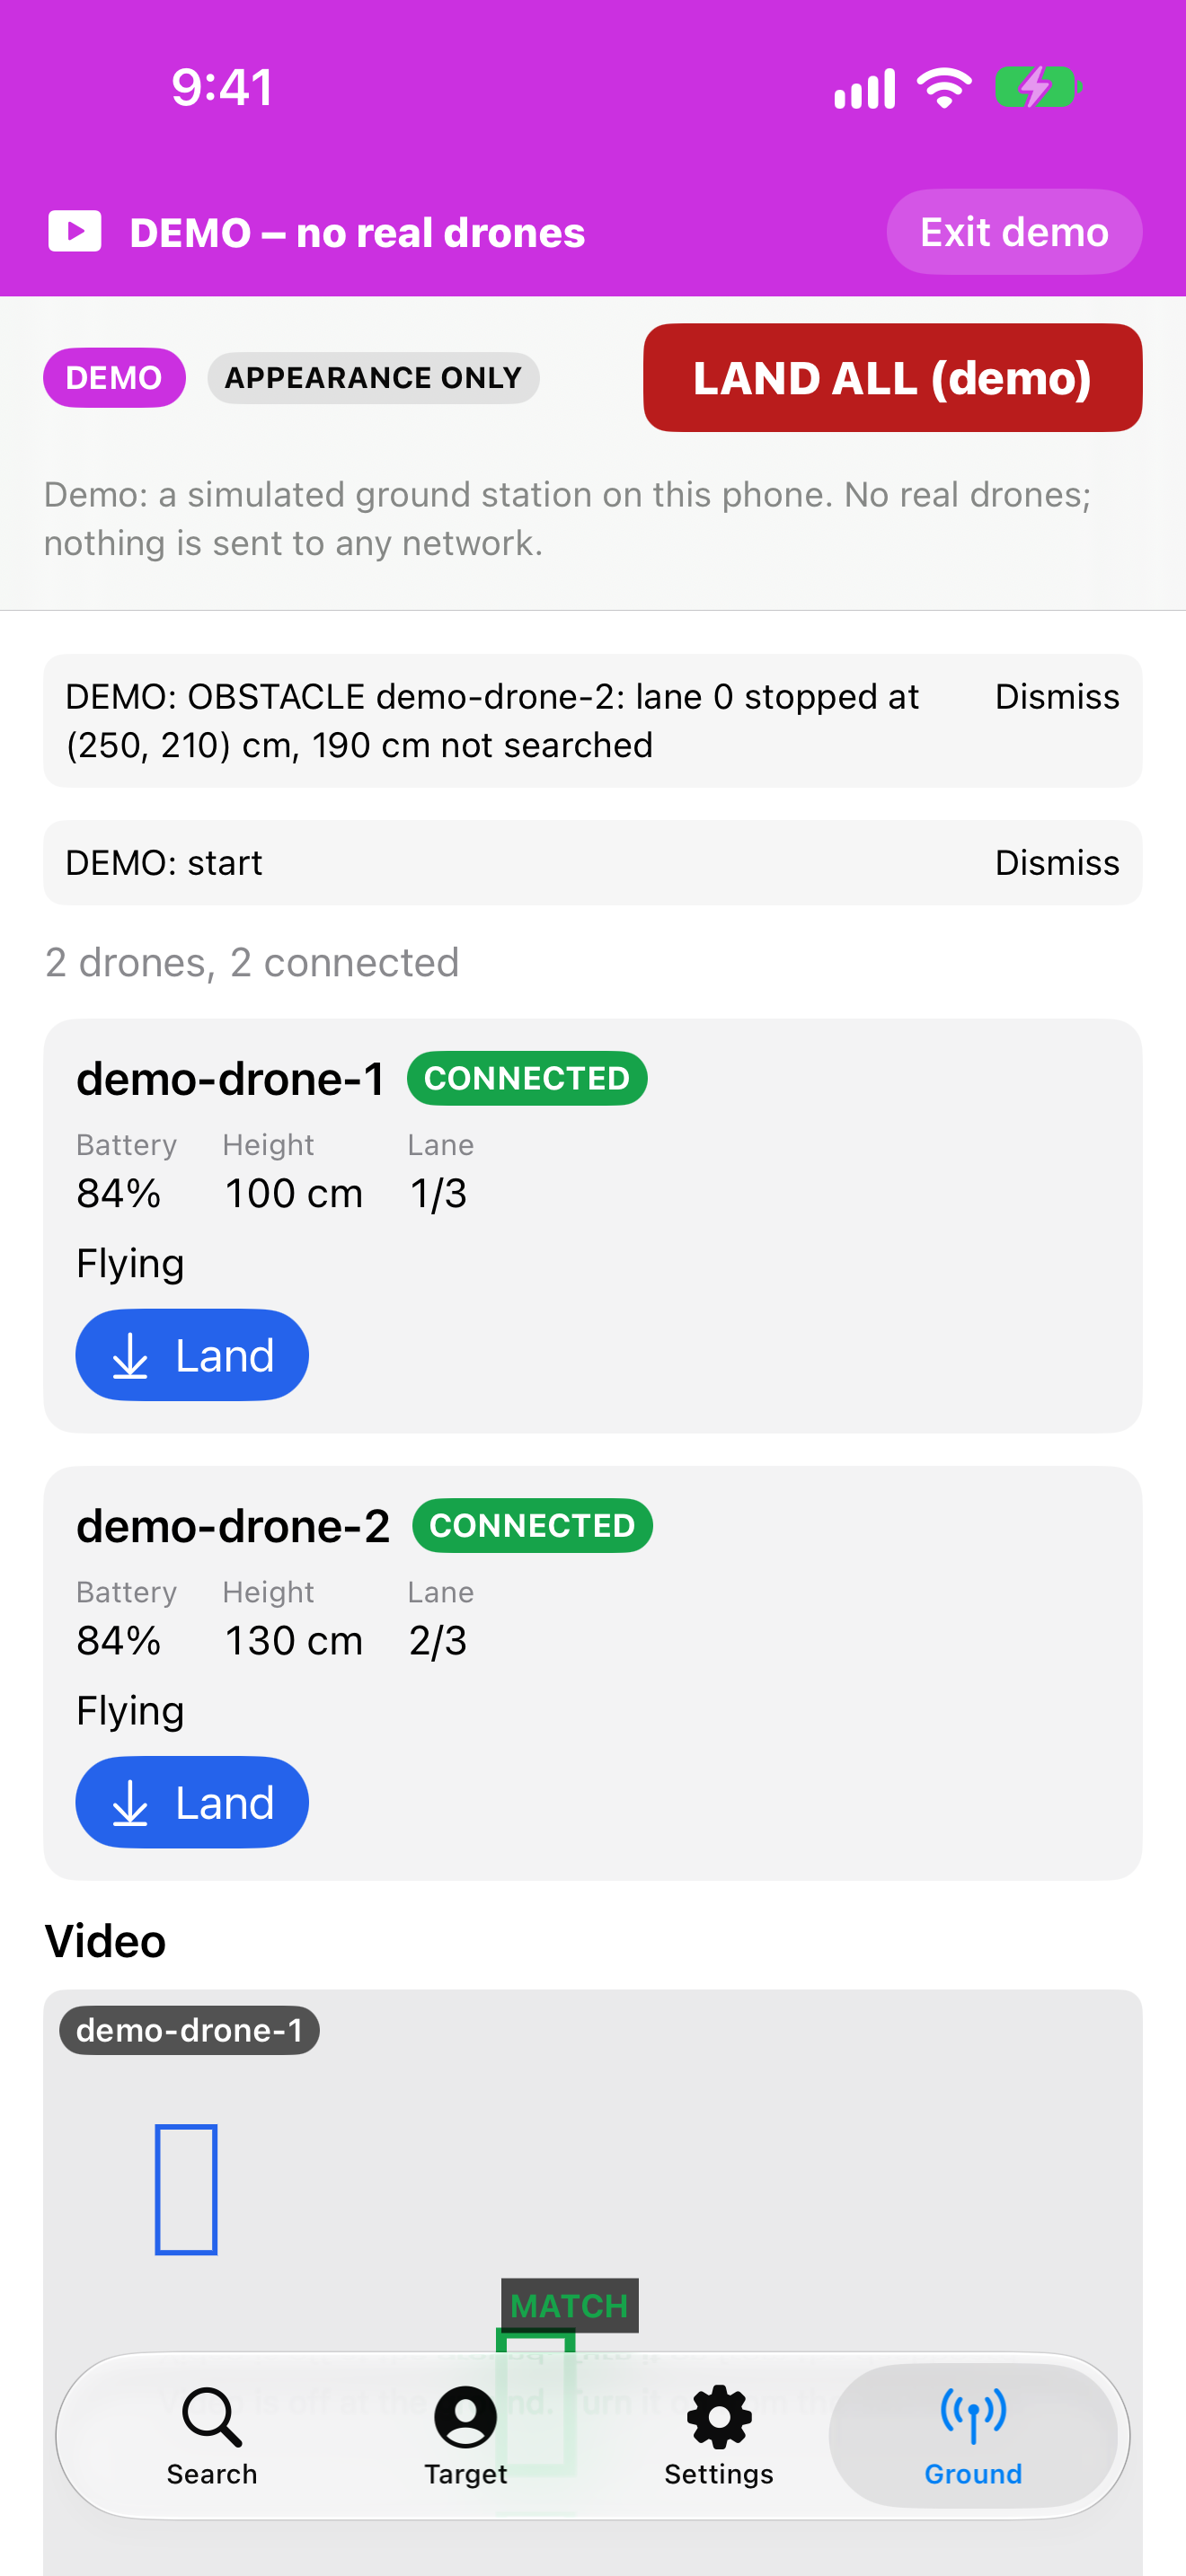 9:41
DEMO – no real drones
Exit demo
DEMO
APPEARANCE ONLY
LAND ALL (demo)
Demo: a simulated ground station on this phone. No real drones;
nothing is sent to any network.
DEMO: OBSTACLE demo-drone-2: lane 0 stopped at
(250, 210) cm, 190 cm not searched
Dismiss
DEMO: start
Dismiss
2 drones, 2 connected
demo-drone-1
CONNECTED
Battery Height Lane
84% 100 cm 1/3
Flying
Land
demo-drone-2
CONNECTED
Battery Height Lane
84% 130 cm 2/3
Flying
Land
Video
demo-drone-1
MATCH
Search
Target
Settings
Ground